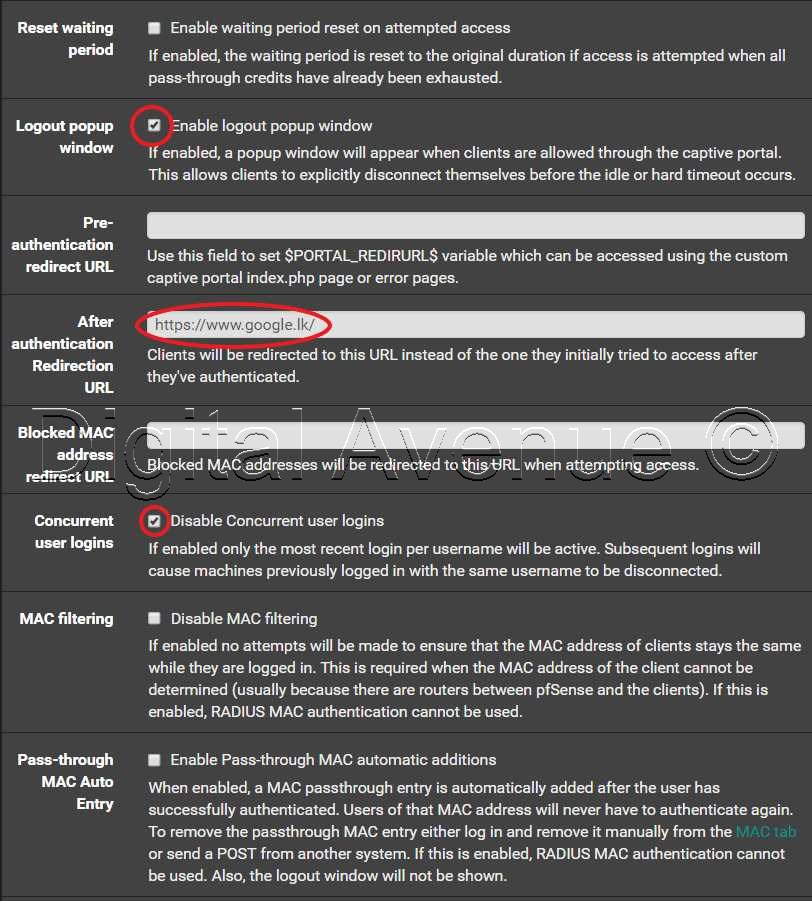 Reset waiting period
Enable waiting period reset on attempted access
If enabled, the waiting period is reset to the original duration if access is attempted when all
pass-through credits have already been exhausted.
Logout popup window
Enable logout popup window
If enabled, a popup window will appear when clients are allowed through the captive portal.
This allows clients to explicitly disconnect themselves before the idle or hard timeout occurs.
Pre-
authentication
redirect URL
Use this field to set $PORTAL_REDIRURL$ variable which can be accessed using the custom
captive portal index.php page or error pages.
After
authentication
Redirection
URL
https://www.google.lk/
Clients will be redirected to this URL instead of the one they initially tried to access after
they've authenticated.
Digital Avenue ©
Blocked MAC
address
redirect URL
Blocked MAC addresses will be redirected to this URL when attempting access.
Concurrent
user logins
Disable Concurrent user logins
If enabled only the most recent login per username will be active. Subsequent logins will
cause machines previously logged in with the same username to be disconnected.
MAC filtering
Disable MAC filtering
If enabled no attempts will be made to ensure that the MAC address of clients stays the same
while they are logged in. This is required when the MAC address of the client cannot be
determined (usually because there are routers between pfSense and the clients). If this is
enabled, RADIUS MAC authentication cannot be used.
Pass-through
MAC Auto
Entry
Enable Pass-through MAC automatic additions
When enabled, a MAC passthrough entry is automatically added after the user has
successfully authenticated. Users of that MAC address will never have to authenticate again.
To remove the passthrough MAC entry either log in and remove it manually from the MAC tab
or send a POST from another system. If this is enabled, RADIUS MAC authentication cannot
be used. Also, the logout window will not be shown.